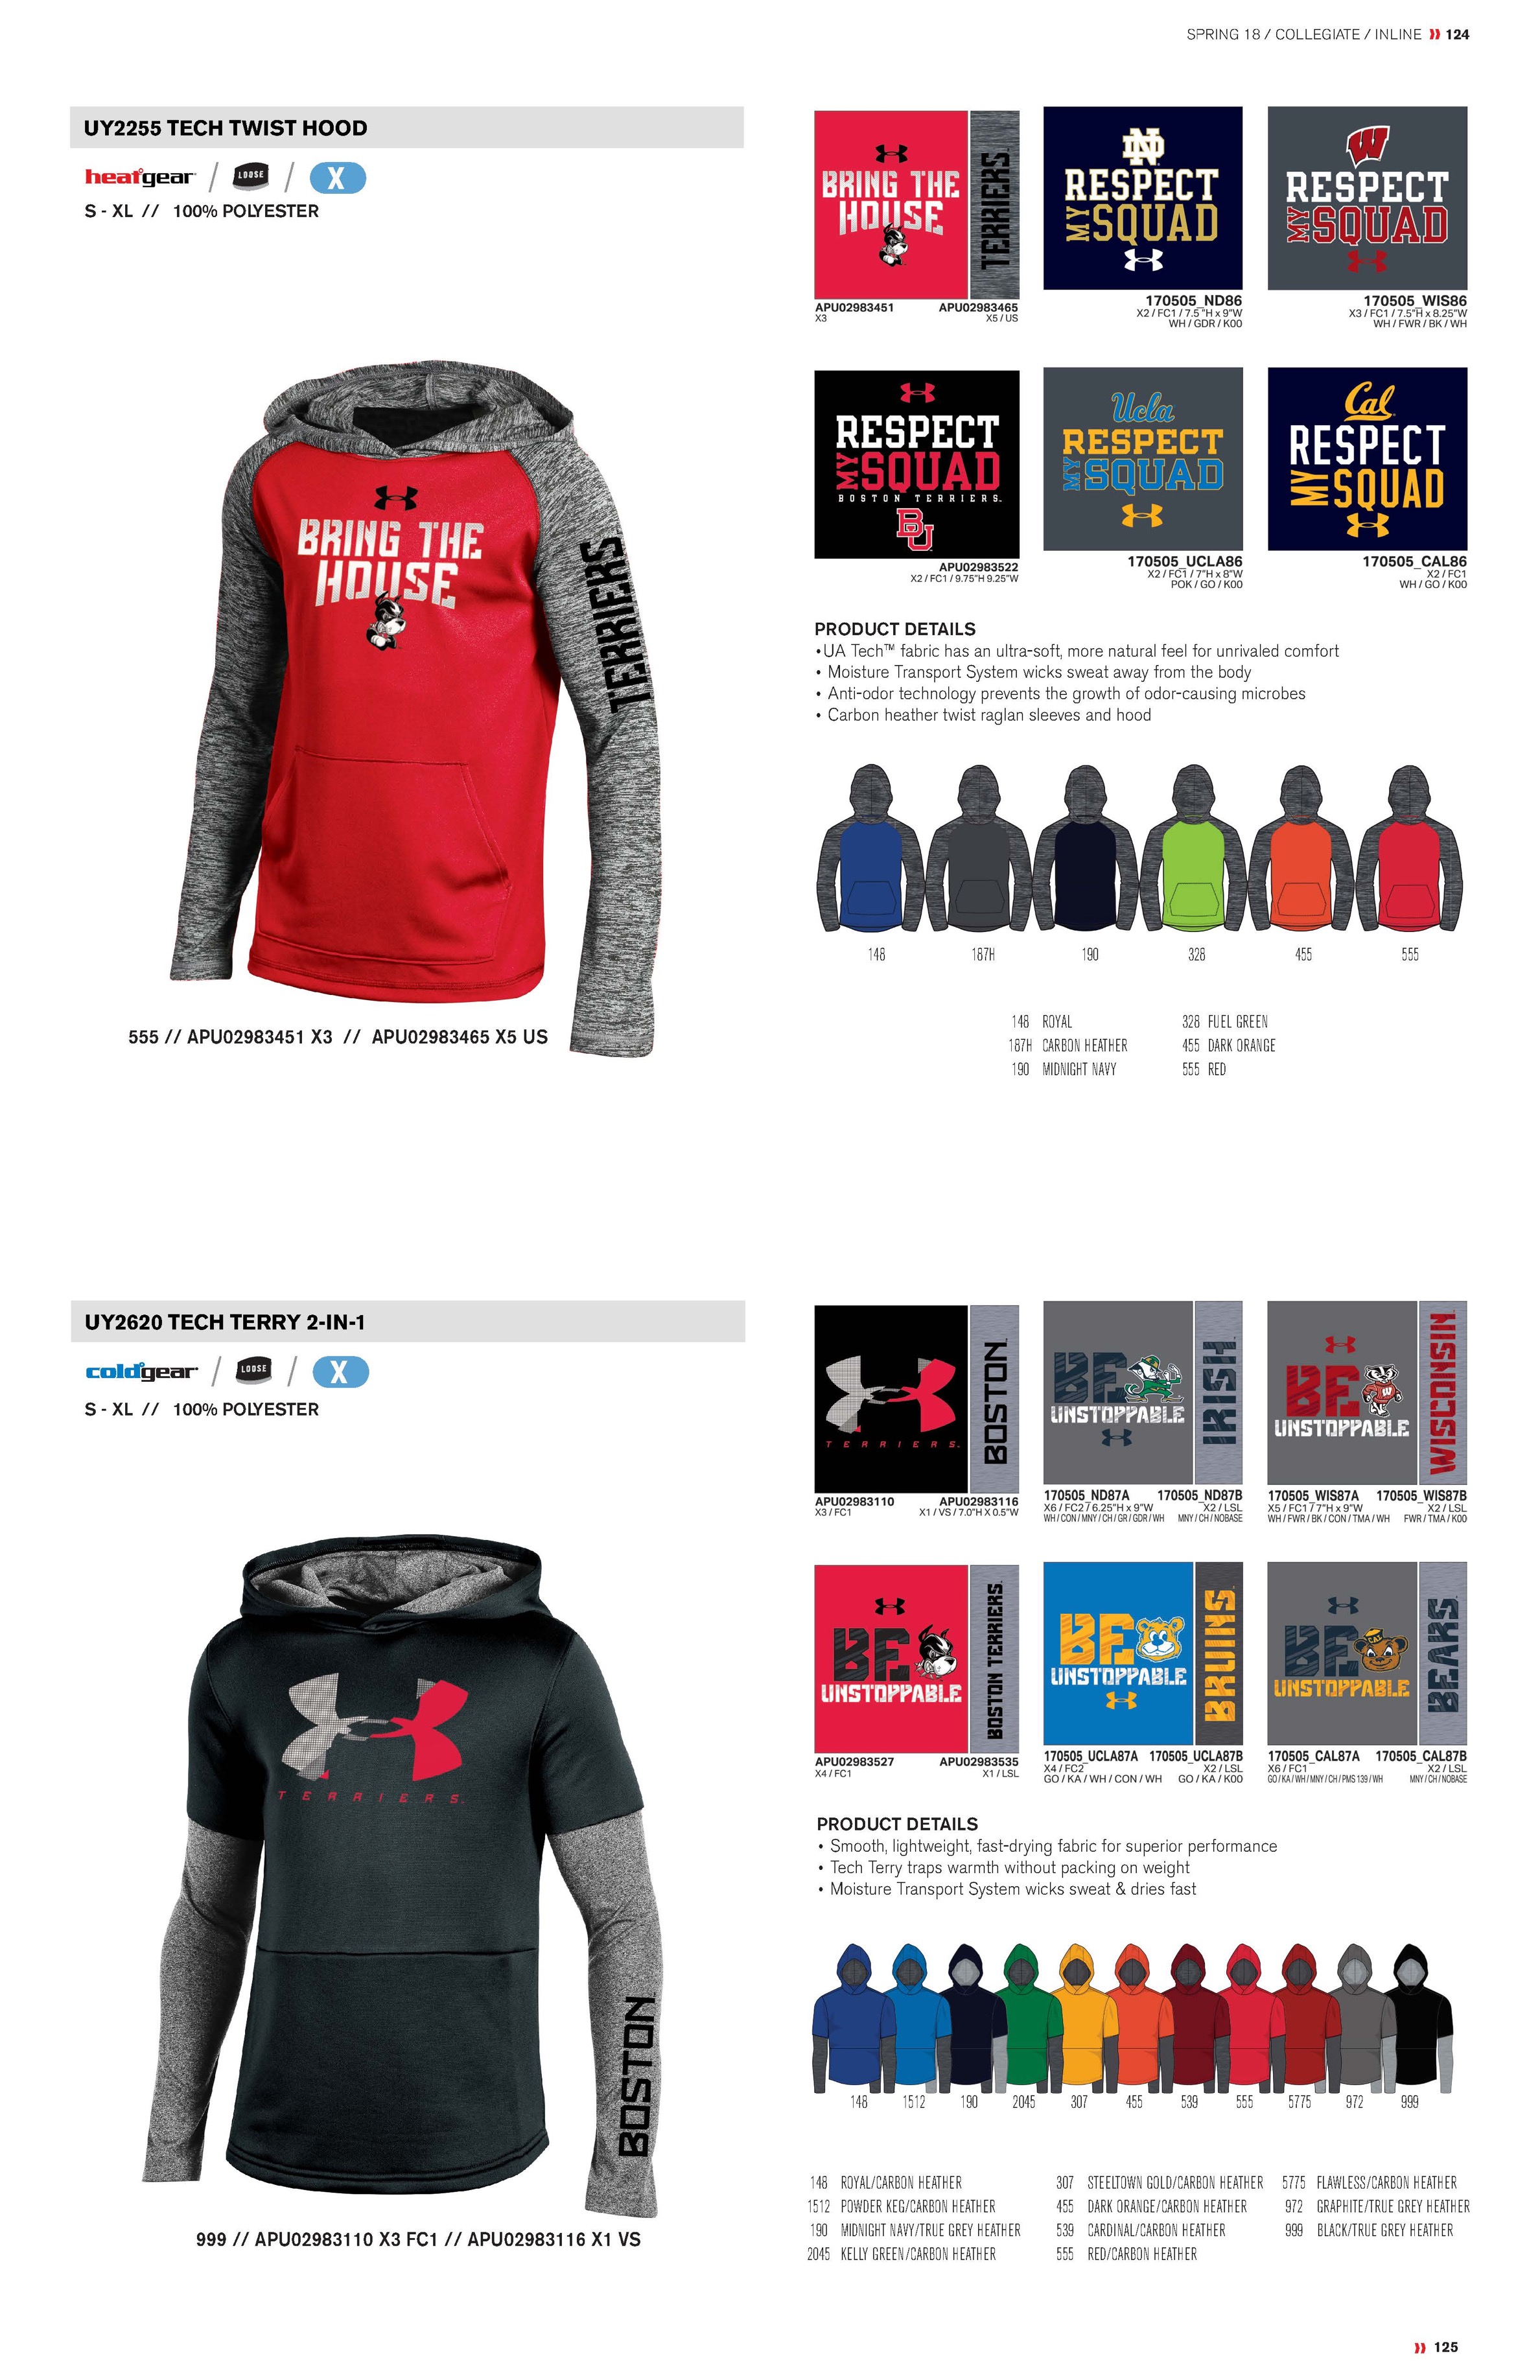 SPRING 18 / COLLEGIATE / INLINE 124
UY2255 TECH TWIST HOOD
heatgear / LOOSE / X
S - XL // 100% POLYESTER
BRING THE
HOUSE
TERRIERS
555 // APU02983451 X3 // APU02983465 X5 US
BRING THE
HOUSE
TERRIERS
APU02983451 APU02983465
X3 X5 / US
ND
RESPECT
MY SQUAD
170505_ND86
X2 / FC1 / 7.5"H x 9"W
WH / GDR / K00
W
RESPECT
MY SQUAD
170505_WIS86
X3 / FC1 / 7.5"H x 8.25"W
WH / FWR / BK / WH
RESPECT
MY SQUAD
BOSTON TERRIERS.
BU
APU02983522
X2 / FC1 / 9.75"H 9.25"W
Ucla
RESPECT
MY SQUAD
170505_UCLA86
X2 / FC1 / 7"H x 8"W
POK / GO / K00
Cal
RESPECT
MY SQUAD
170505_CAL86
X2 / FC1
WH / GO / K00
PRODUCT DETAILS
•UA Tech™ fabric has an ultra-soft, more natural feel for unrivaled comfort
• Moisture Transport System wicks sweat away from the body
• Anti-odor technology prevents the growth of odor-causing microbes
• Carbon heather twist raglan sleeves and hood
148 187H 190 328 455 555
148 ROYAL 328 FUEL GREEN
187H CARBON HEATHER 455 DARK ORANGE
190 MIDNIGHT NAVY 555 RED
UY2620 TECH TERRY 2-IN-1
coldgear / LOOSE / X
S - XL // 100% POLYESTER
TERRIERS.
BOSTON
999 // APU02983110 X3 FC1 // APU02983116 X1 VS
TERRIERS.
BOSTON
APU02983110 APU02983116
X3 / FC1 X1 / VS / 7.0"H X 0.5"W
BE
UNSTOPPABLE
IRISH
170505_ND87A 170505_ND87B
X6 / FC2 / 6.25"H x 9"W X2 / LSL
WH / CON / MNY / CH / GR / GDR / WH MNY / CH / NOBASE
BE
W
UNSTOPPABLE
WISCONSIN
170505_WIS87A 170505_WIS87B
X5 / FC1 / 7"H x 9"W X2 / LSL
WH / FWR / BK / CON / TMA / WH FWR / TMA / K00
BE
UNSTOPPABLE
BOSTON TERRIERS
APU02983527 APU02983535
X4 / FC1 X1 / LSL
BE
UNSTOPPABLE
BRUINS
170505_UCLA87A 170505_UCLA87B
X4 / FC2 X2 / LSL
GO / KA / WH / CON / WH GO / KA / K00
BE
UNSTOPPABLE
BEARS
170505_CAL87A 170505_CAL87B
X6 / FC1 X2 / LSL
GO / KA / WH / MNY / CH / PMS 139 / WH MNY / CH / NOBASE
PRODUCT DETAILS
• Smooth, lightweight, fast-drying fabric for superior performance
• Tech Terry traps warmth without packing on weight
• Moisture Transport System wicks sweat & dries fast
148 1512 190 2045 307 455 539 555 5775 972 999
148 ROYAL/CARBON HEATHER 307 STEELTOWN GOLD/CARBON HEATHER 5775 FLAWLESS/CARBON HEATHER
1512 POWDER KEG/CARBON HEATHER 455 DARK ORANGE/CARBON HEATHER 972 GRAPHITE/TRUE GREY HEATHER
190 MIDNIGHT NAVY/TRUE GREY HEATHER 539 CARDINAL/CARBON HEATHER 999 BLACK/TRUE GREY HEATHER
2045 KELLY GREEN/CARBON HEATHER 555 RED/CARBON HEATHER
125